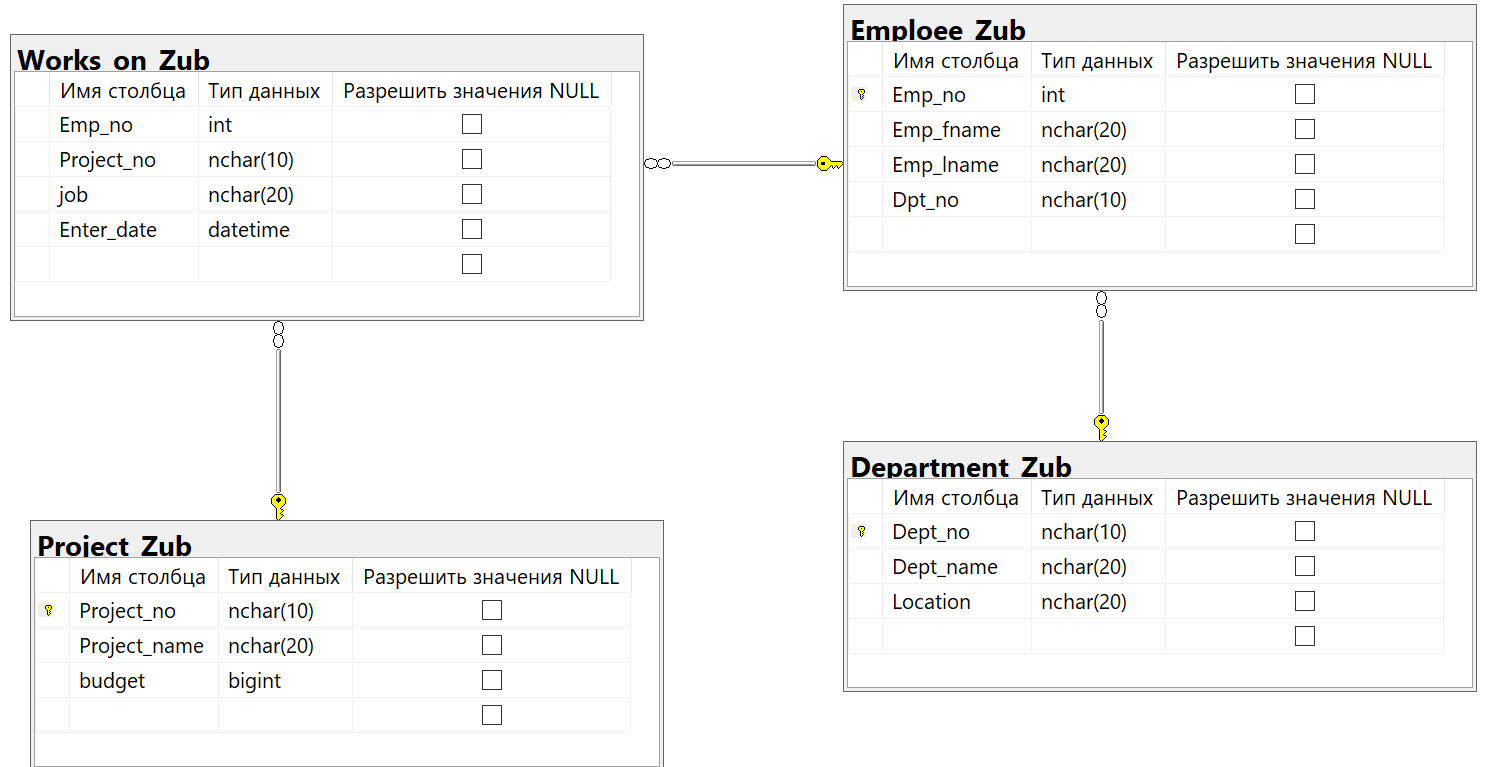 Works_on_Zub
Имя столбца Тип данных Разрешить значения NULL
Emp_no int
Project_no nchar(10)
job nchar(20)
Enter_date datetime
Emploee_Zub
Имя столбца Тип данных Разрешить значения NULL
Emp_no int
Emp_fname nchar(20)
Emp_lname nchar(20)
Dpt_no nchar(10)
Project_Zub
Имя столбца Тип данных Разрешить значения NULL
Project_no nchar(10)
Project_name nchar(20)
budget bigint
Department_Zub
Имя столбца Тип данных Разрешить значения NULL
Dept_no nchar(10)
Dept_name nchar(20)
Location nchar(20)